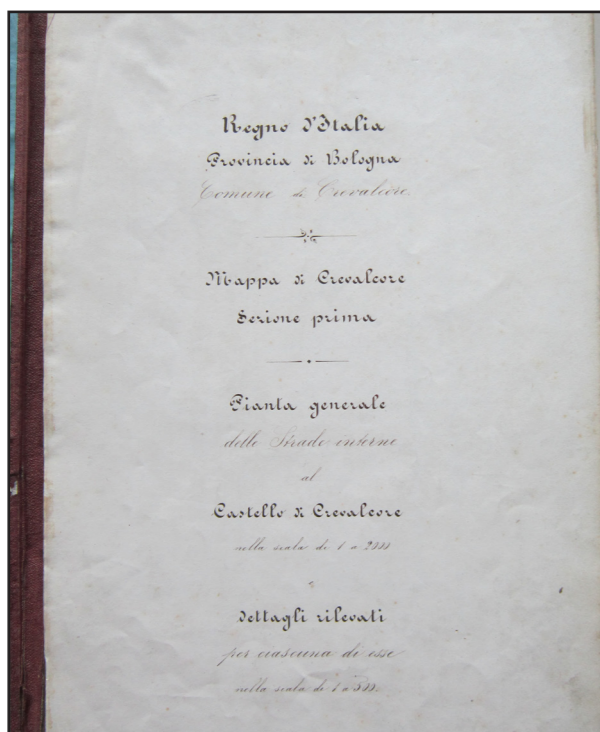 Regno d'Italia
Provincia di Bologna
Comune di Crevalcore.
Mappa di Crevalcore
Sezione prima
Pianta generale
delle Strade interne
al
Castello di Crevalcore
nella scala di 1 a 2000
Dettagli rilevati
per ciascuna di esse
nella scala di 1 a 500.